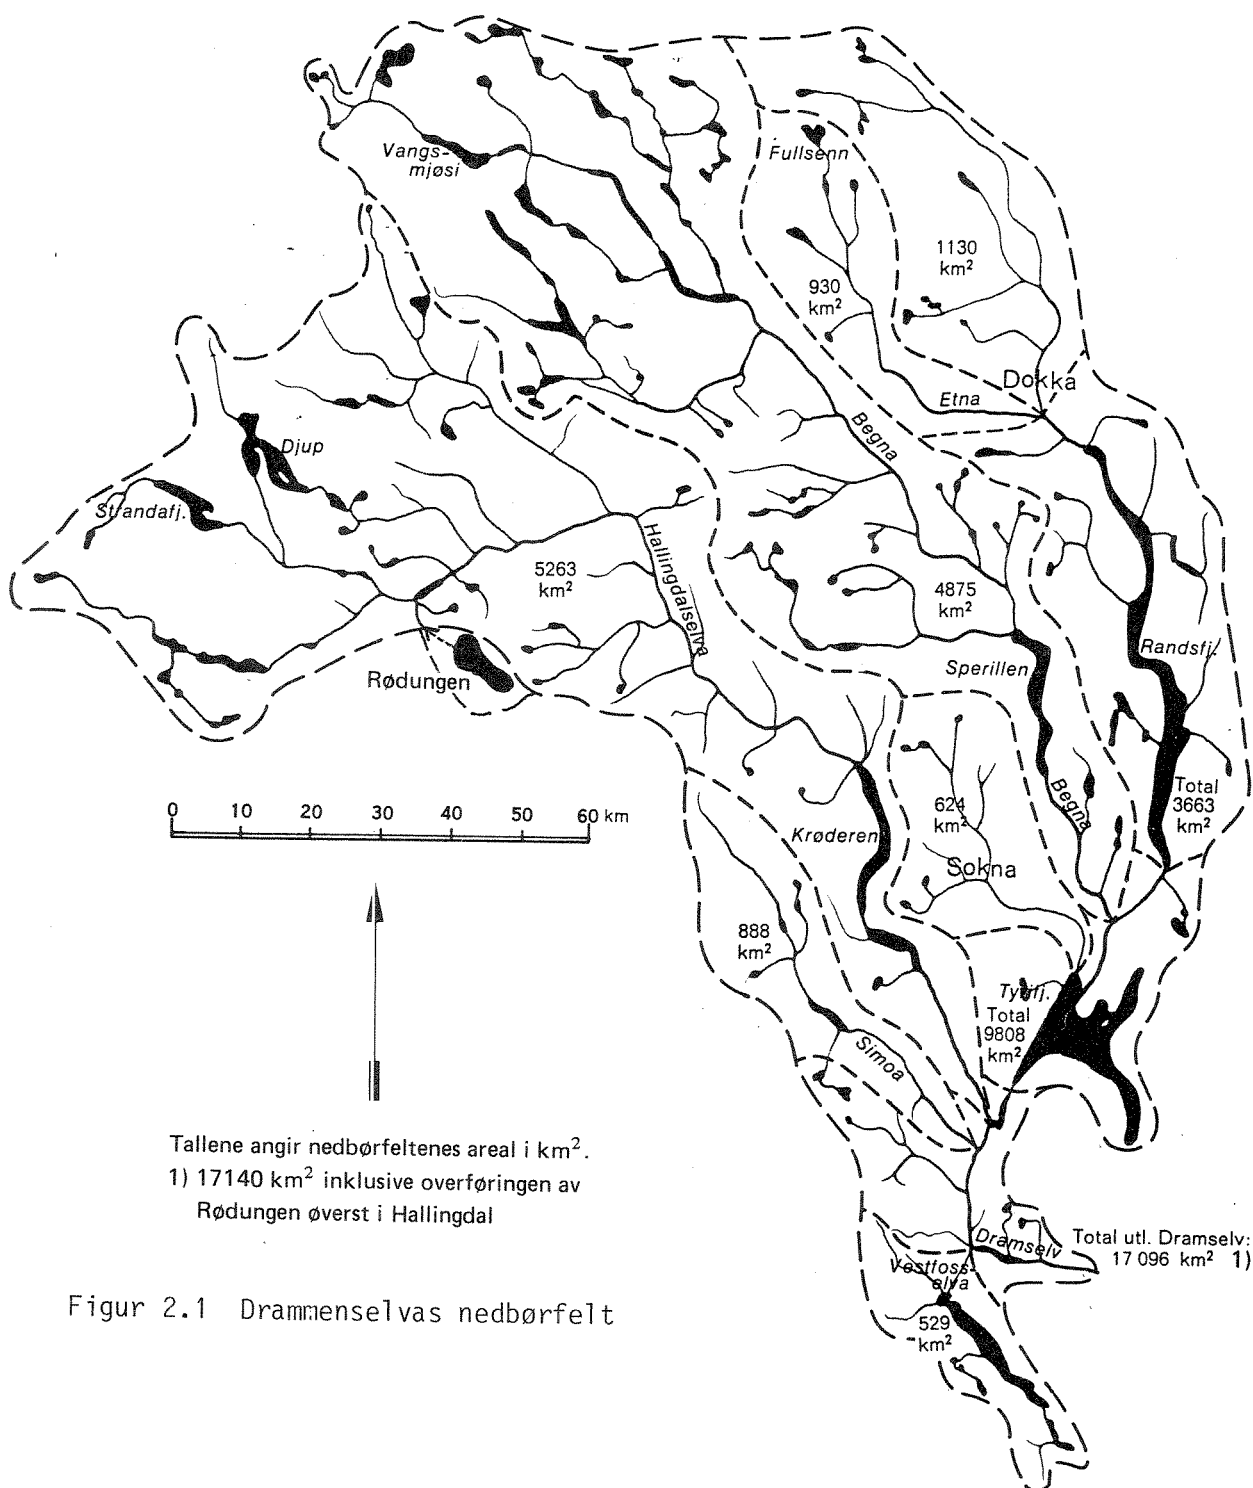 Vangs-
mjøsi
Fullsenn
1130
km²
930
km²
Dokka
Etna
Begna
Djup
Strandafj.
Hallingdalselva
5263
km²
4875
km²
Randsfj.
Sperillen
Rødungen
0 10 20 30 40 50 60 km
Total
3663
km²
Begna
624
km²
Krøderen
Sokna
888
km²
Tyrifj.
Total
9808
km²
Simoa
Tallene angir nedbørfeltenes areal i km².
1) 17140 km² inklusive overføringen av
Rødungen øverst i Hallingdal
Dramselv
Total utl. Dramselv:
17 096 km² 1)
Vestfoss-
elva
529
km²
Figur 2.1 Drammenselvas nedbørfelt